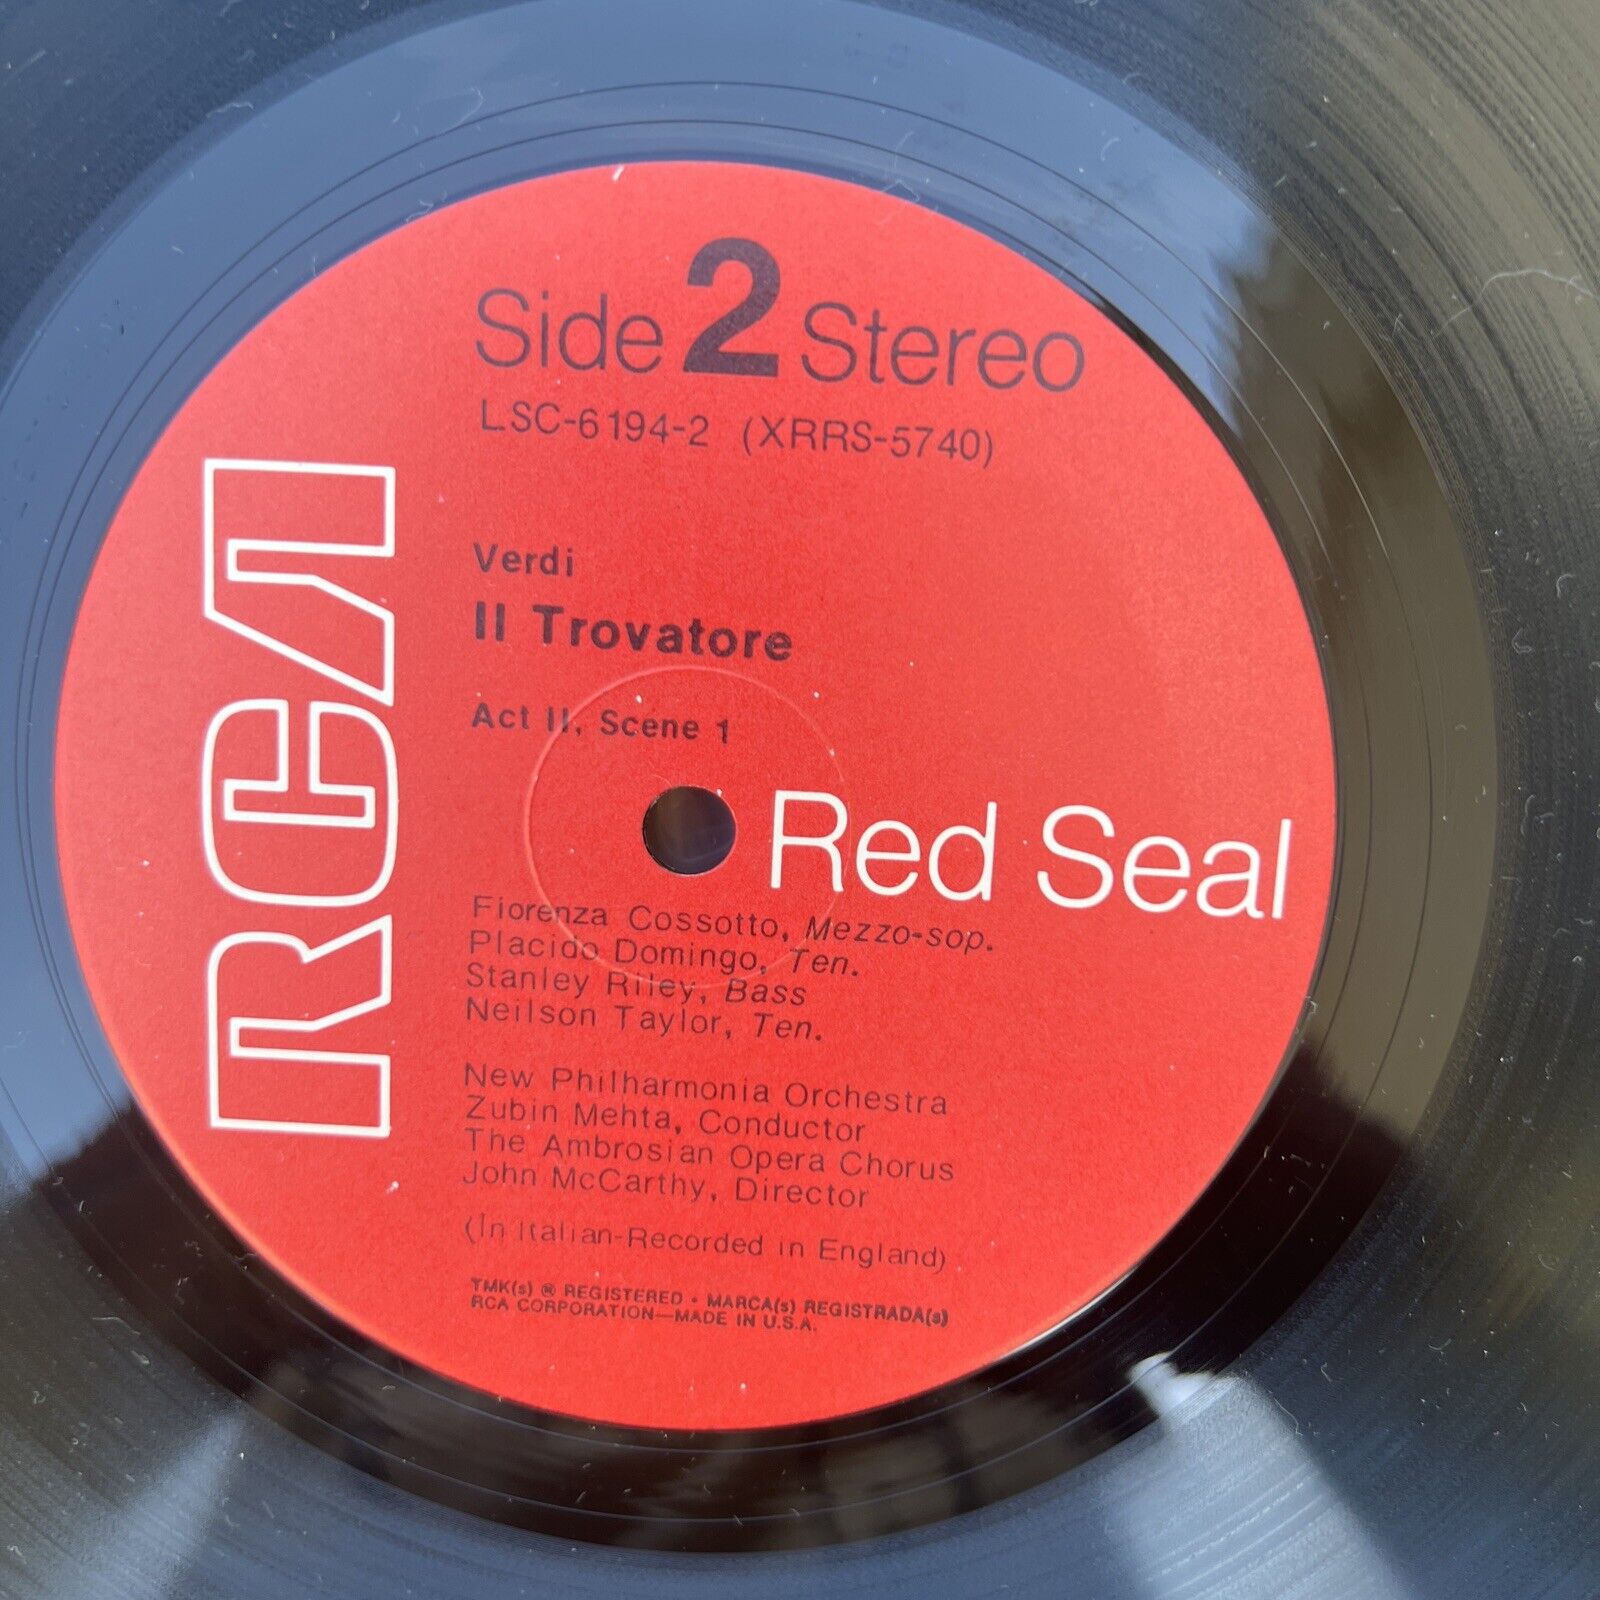 Side 2 Stereo
LSC-6194-2 (XRRS-5740)
RCA
Verdi
Il Trovatore
Act II, Scene 1
Red Seal
Fiorenza Cossotto, Mezzo-sop.
Placido Domingo, Ten.
Stanley Riley, Bass
Neilson Taylor, Ten.
New Philharmonia Orchestra
Zubin Mehta, Conductor
The Ambrosian Opera Chorus
John McCarthy, Director
(In Italian-Recorded in England)
TMK(s) ® REGISTERED • MARCA(s) REGISTRADA(s)
RCA CORPORATION—MADE IN U.S.A.